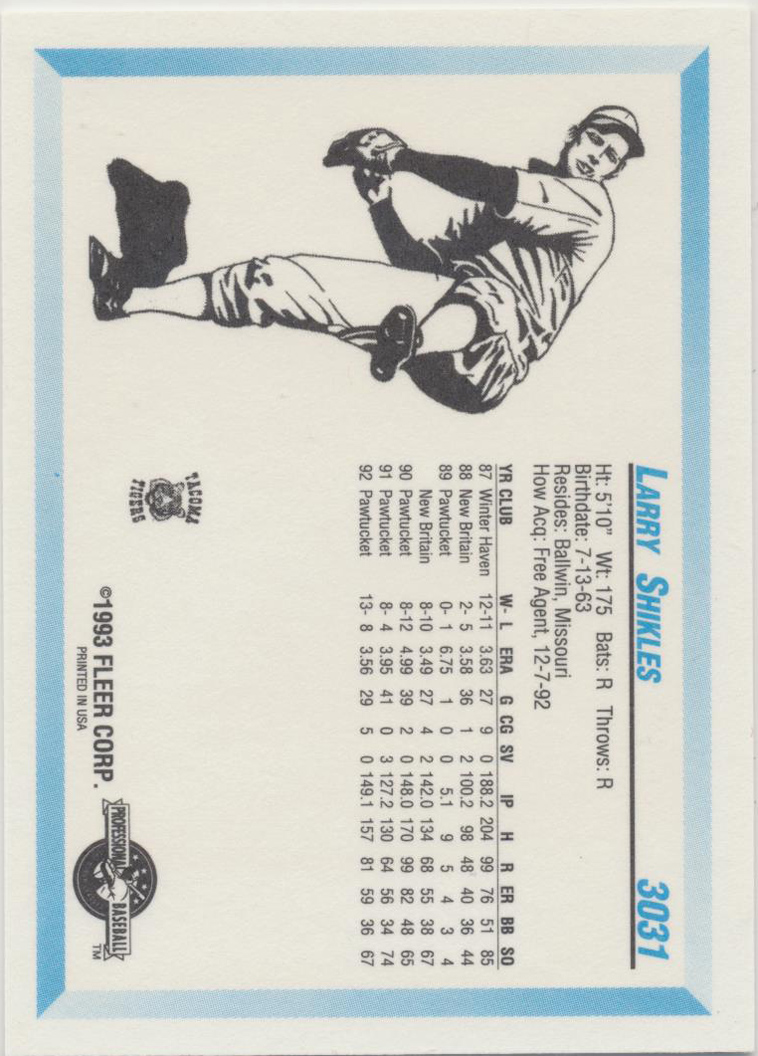 LARRY SHIKLES 3031
Ht: 5'10" Wt: 175 Bats: R Throws: R
Birthdate: 7-13-63
Resides: Ballwin, Missouri
How Acq: Free Agent, 12-7-92
YR CLUB W- L ERA G CG SV IP H R ER BB SO
87 Winter Haven 12-11 3.63 27 9 0 188.2 204 99 76 51 85
88 New Britain 2- 5 3.58 36 1 2 100.2 98 48 40 36 44
89 Pawtucket 0- 1 6.75 1 0 0 5.1 9 5 4 3 4
New Britain 8-10 3.49 27 4 2 142.0 134 68 55 38 67
90 Pawtucket 8-12 4.99 39 2 0 148.0 170 99 82 48 65
91 Pawtucket 8- 4 3.95 41 0 3 127.2 130 64 56 34 74
92 Pawtucket 13- 8 3.56 29 5 0 149.1 157 81 59 36 67
TACOMA
TIGERS
©1993 FLEER CORP.
PRINTED IN USA
PROFESSIONAL BASEBALL TM